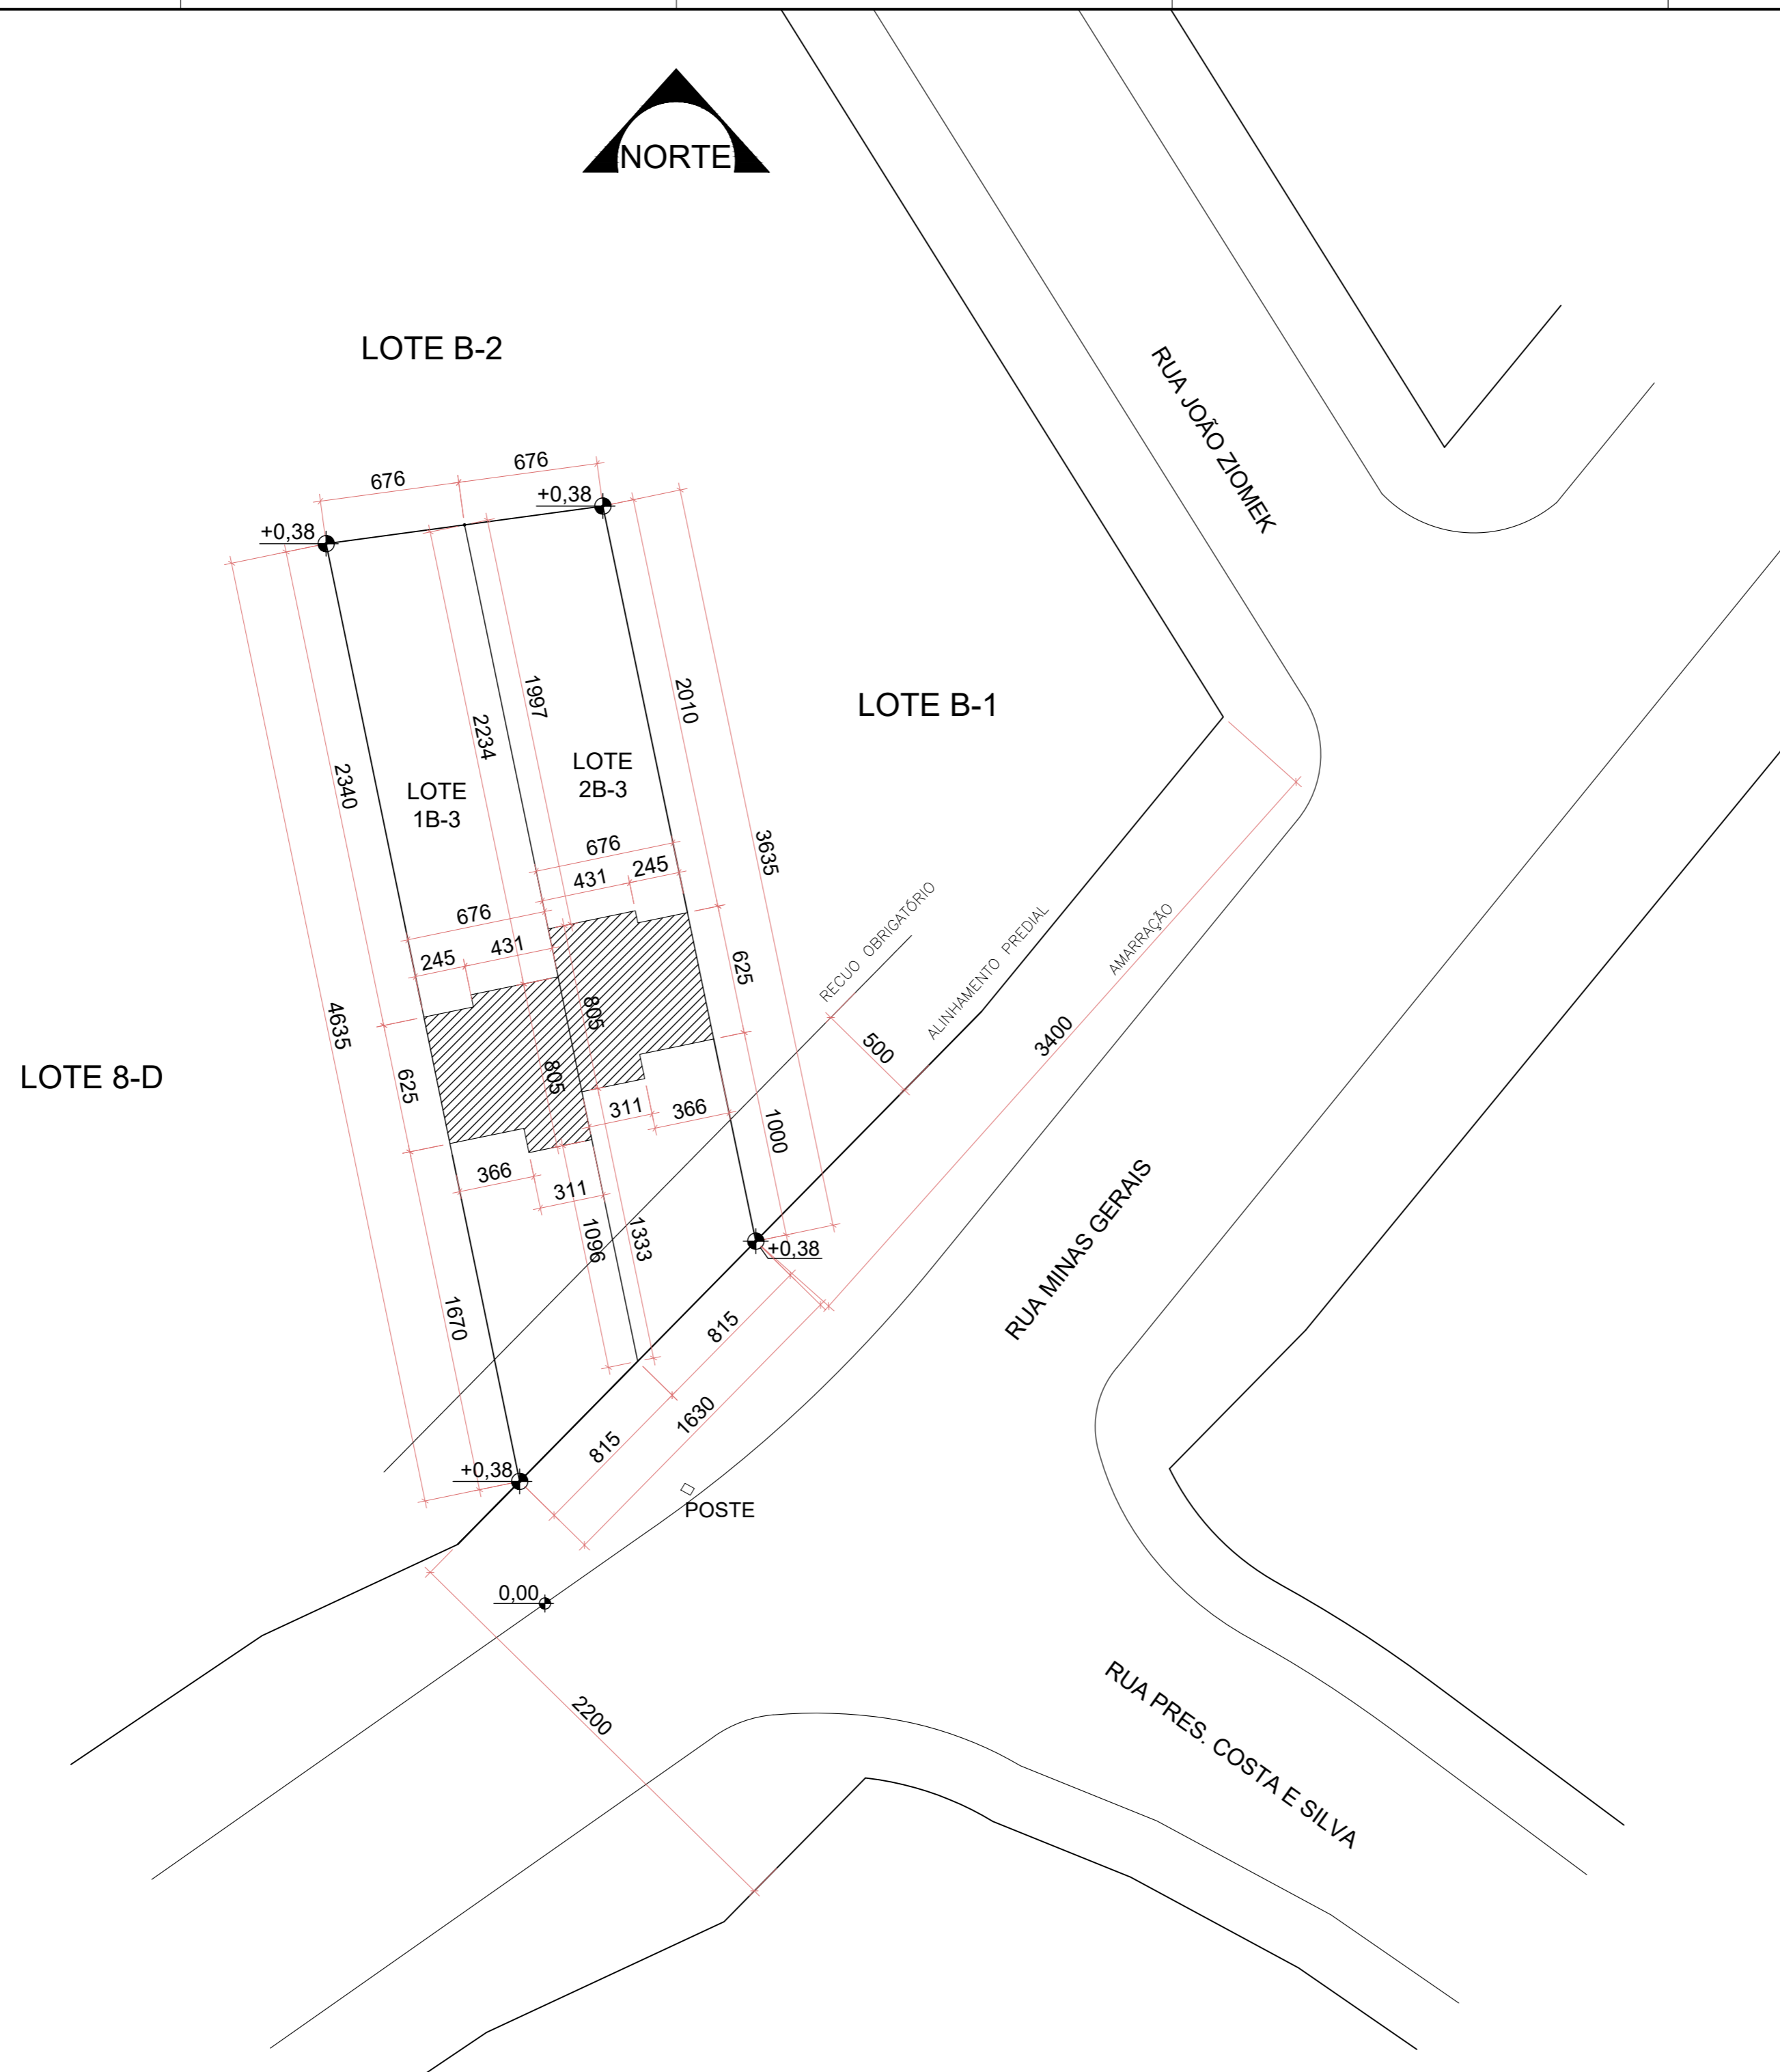 NORTE
LOTE B-2
RUA JOÃO ZIOMEK
676
676
+0,38
+0,38
1997
2010
2234
LOTE B-1
LOTE
2B-3
2340
LOTE
1B-3
676
3635
431
245
676
RECUO OBRIGATÓRIO
245
431
ALINHAMENTO PREDIAL
AMARRAÇÃO
625
4635
805
500
3400
LOTE 8-D
625
805
311
366
1000
366
311
RUA MINAS GERAIS
1096
1333
+0,38
1670
815
1630
815
+0,38
POSTE
0,00
2200
RUA PRES. COSTA E SILVA